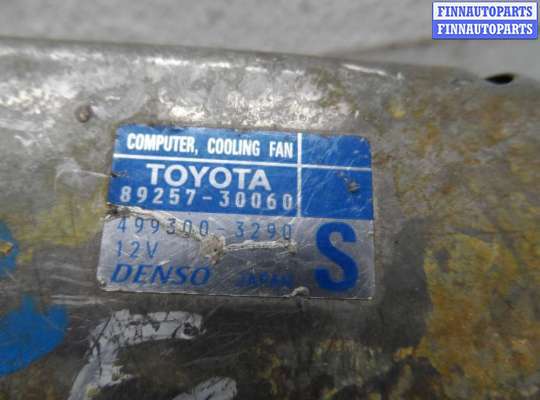 FINNAUTOPARTS
FINNAUTOPARTS
COMPUTER, COOLING FAN
TOYOTA
89257-30060
499300-3290
12V
S
DENSO JAPAN